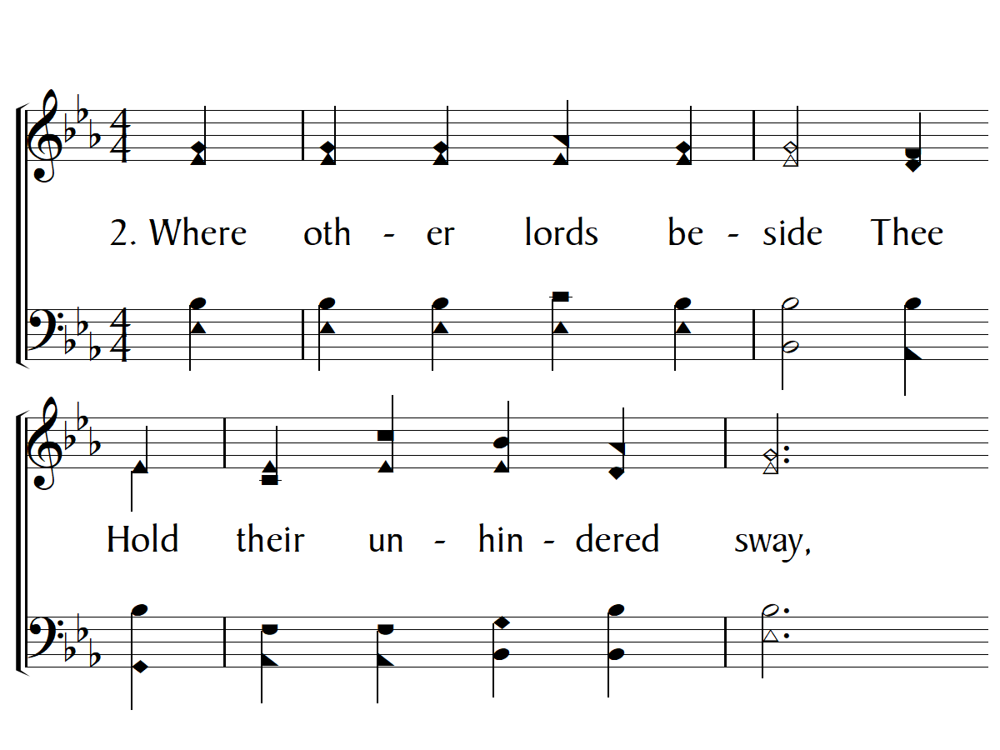 2. Where oth - er lords be - side Thee
Hold their un - hin - dered sway,